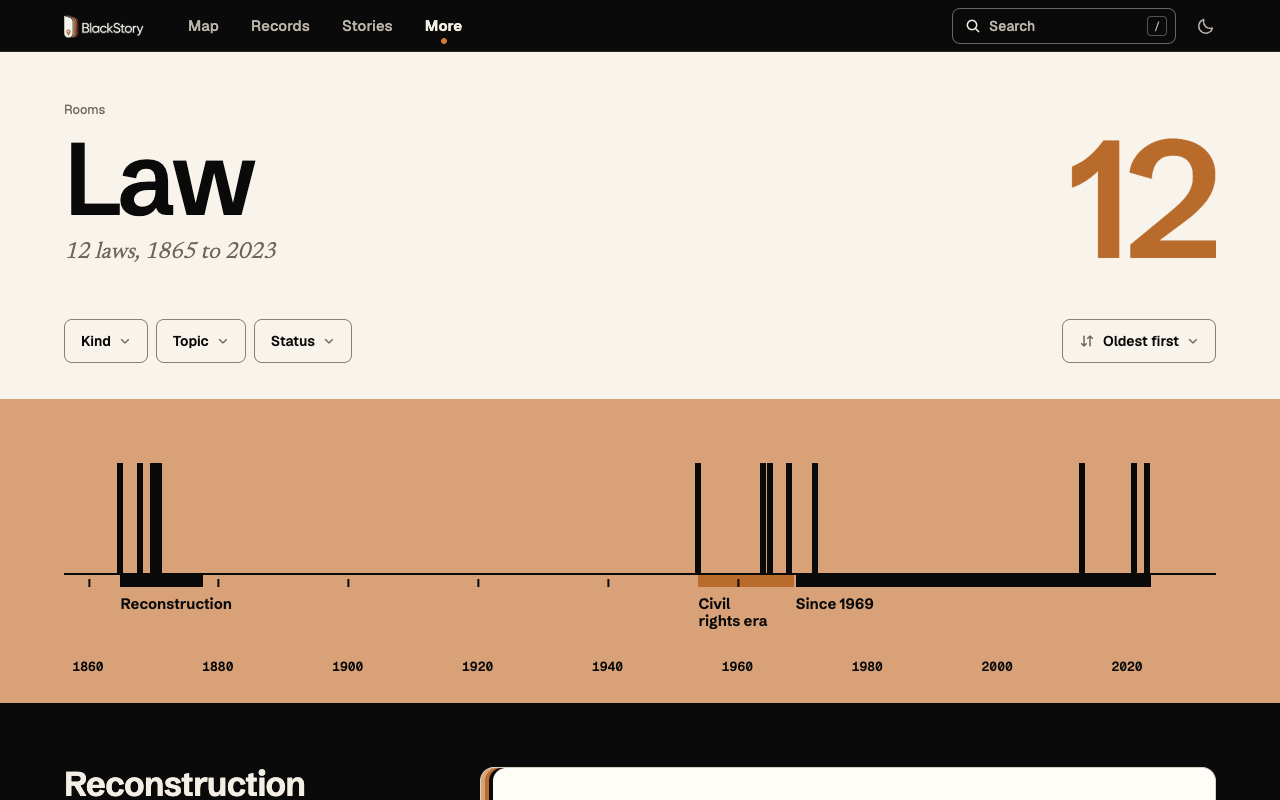 BlackStory
Map
Records
Stories
More
Search
/
Rooms
Law
12
12 laws, 1865 to 2023
Kind
Topic
Status
Oldest first
Reconstruction
Civil
rights era
Since 1969
1860
1880
1900
1920
1940
1960
1980
2000
2020
Reconstruction